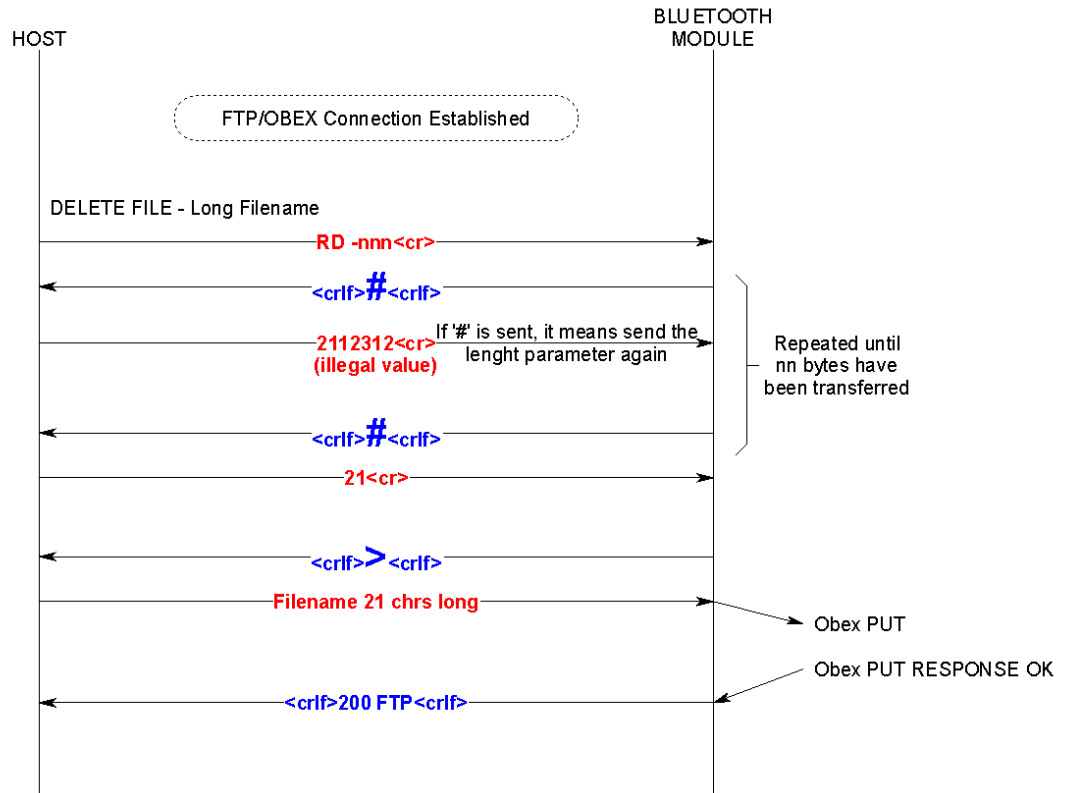 HOST
BLUETOOTH
MODULE
FTP/OBEX Connection Established
DELETE FILE - Long Filename
RD -nnn<cr>
<crlf>#<crlf>
2112312<cr>
(illegal value)
If '#' is sent, it means send the
lenght parameter again
Repeated until
nn bytes have
been transferred
<crlf>#<crlf>
21<cr>
<crlf>><crlf>
Filename 21 chrs long
Obex PUT
Obex PUT RESPONSE OK
<crlf>200 FTP<crlf>